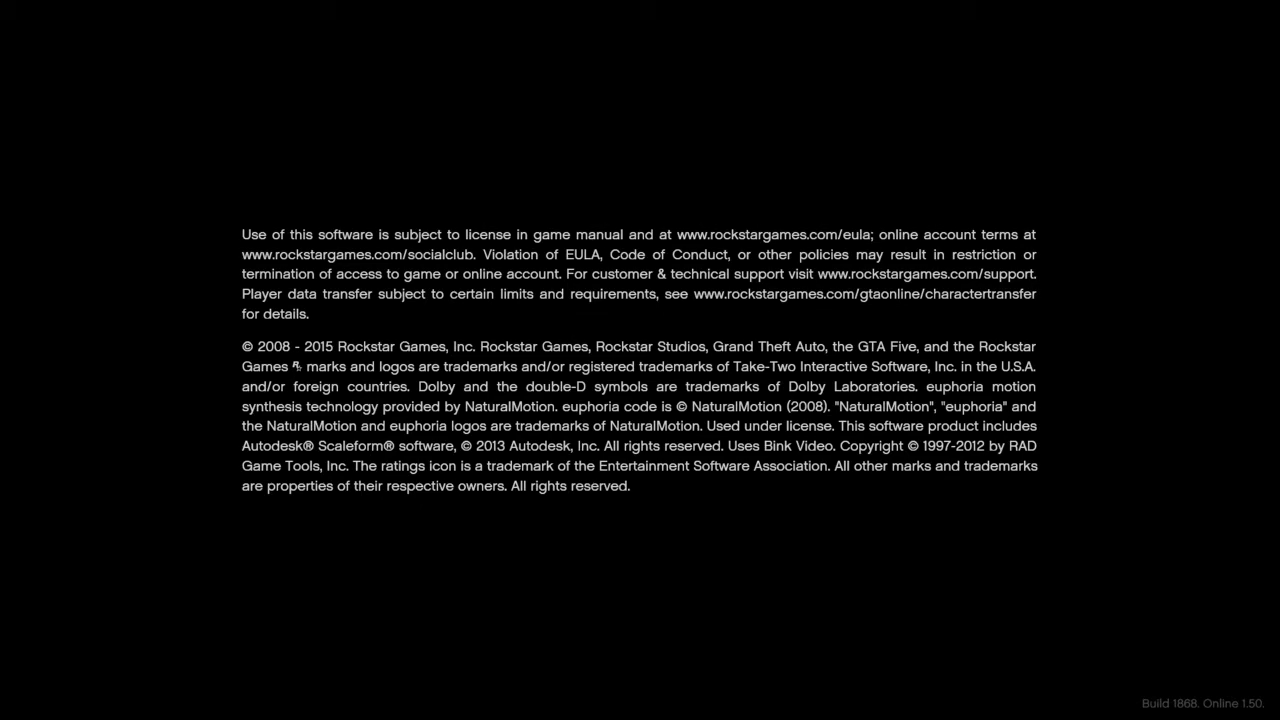 Use of this software is subject to license in game manual and at www.rockstargames.com/eula; online account terms at
www.rockstargames.com/socialclub. Violation of EULA, Code of Conduct, or other policies may result in restriction or
termination of access to game or online account. For customer & technical support visit www.rockstargames.com/support.
Player data transfer subject to certain limits and requirements, see www.rockstargames.com/gtaonline/charactertransfer
for details.
© 2008 - 2015 Rockstar Games, Inc. Rockstar Games, Rockstar Studios, Grand Theft Auto, the GTA Five, and the Rockstar
Games R* marks and logos are trademarks and/or registered trademarks of Take-Two Interactive Software, Inc. in the U.S.A.
and/or foreign countries. Dolby and the double-D symbols are trademarks of Dolby Laboratories. euphoria motion
synthesis technology provided by NaturalMotion. euphoria code is © NaturalMotion (2008). "NaturalMotion", "euphoria" and
the NaturalMotion and euphoria logos are trademarks of NaturalMotion. Used under license. This software product includes
Autodesk® Scaleform® software, © 2013 Autodesk, Inc. All rights reserved. Uses Bink Video. Copyright © 1997-2012 by RAD
Game Tools, Inc. The ratings icon is a trademark of the Entertainment Software Association. All other marks and trademarks
are properties of their respective owners. All rights reserved.
Build 1868. Online 1.50.